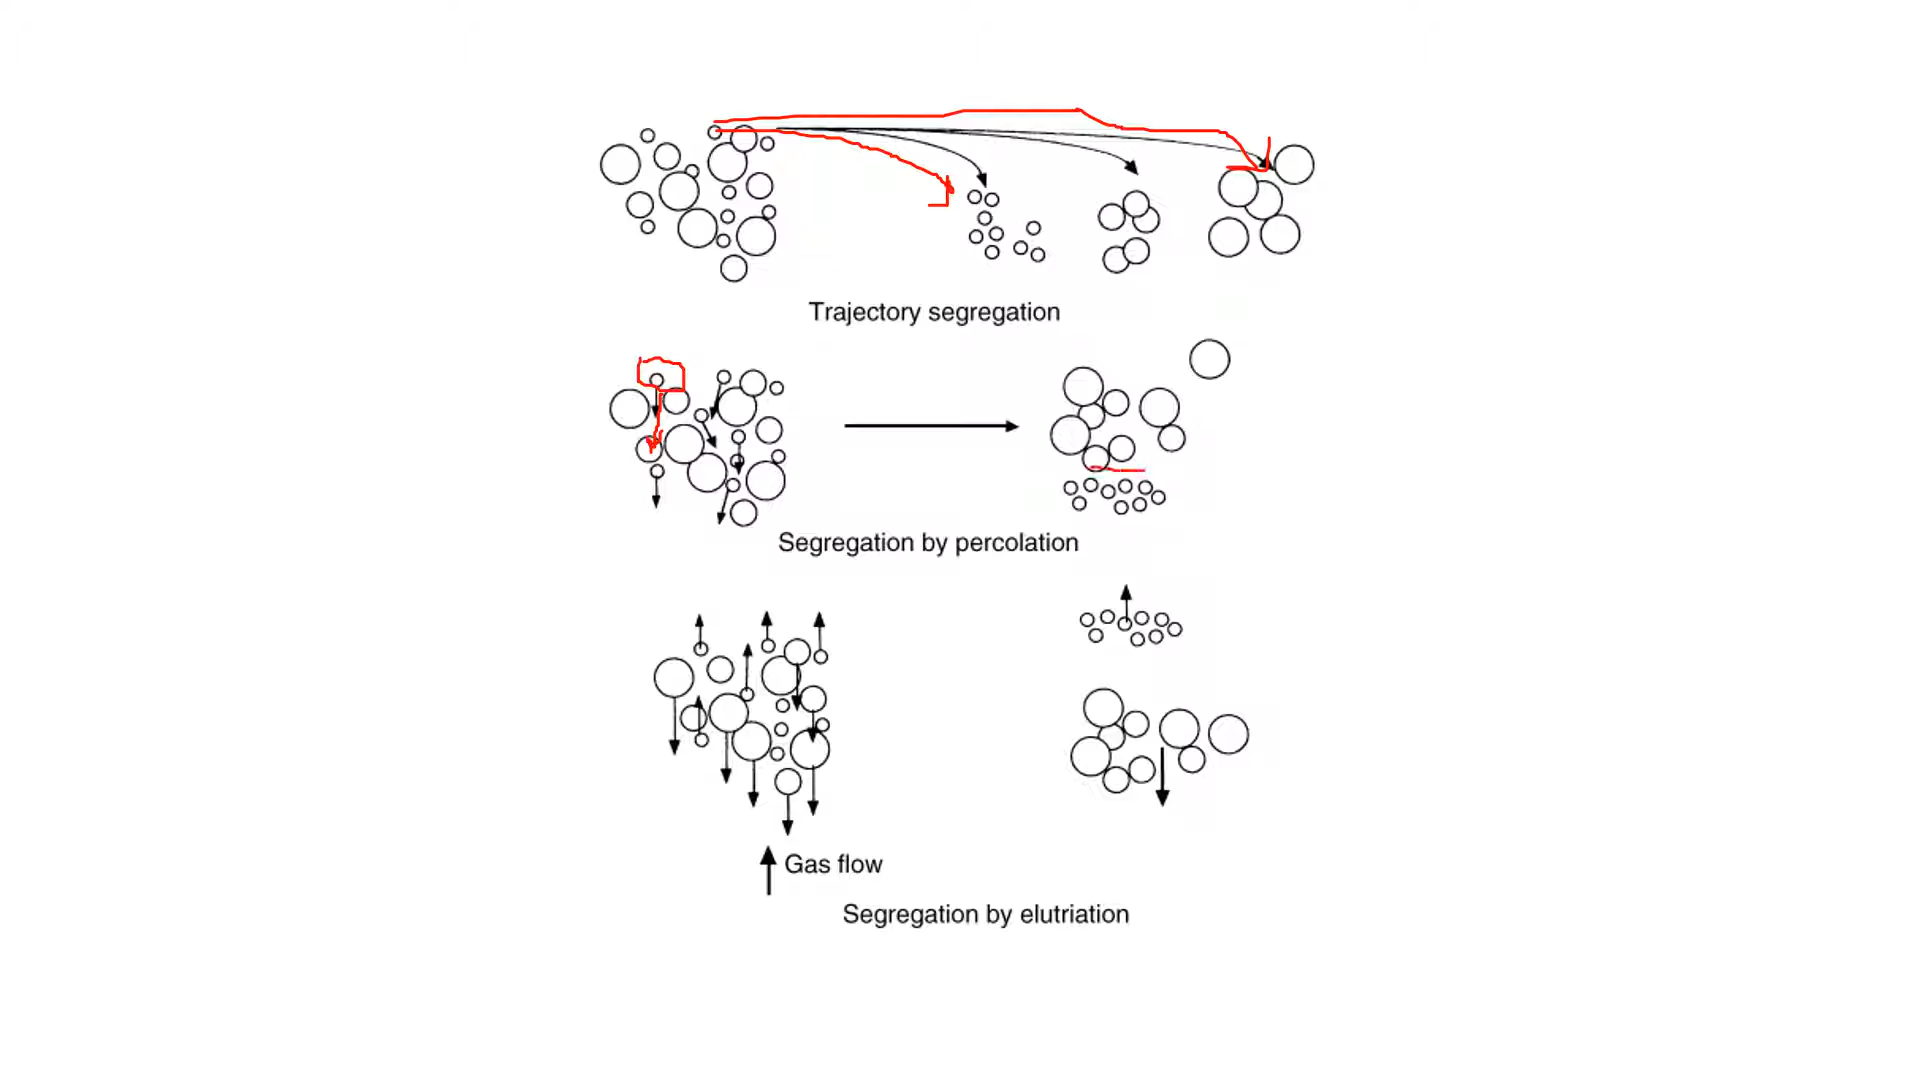 Trajectory segregation
Segregation by percolation
Gas flow
Segregation by elutriation